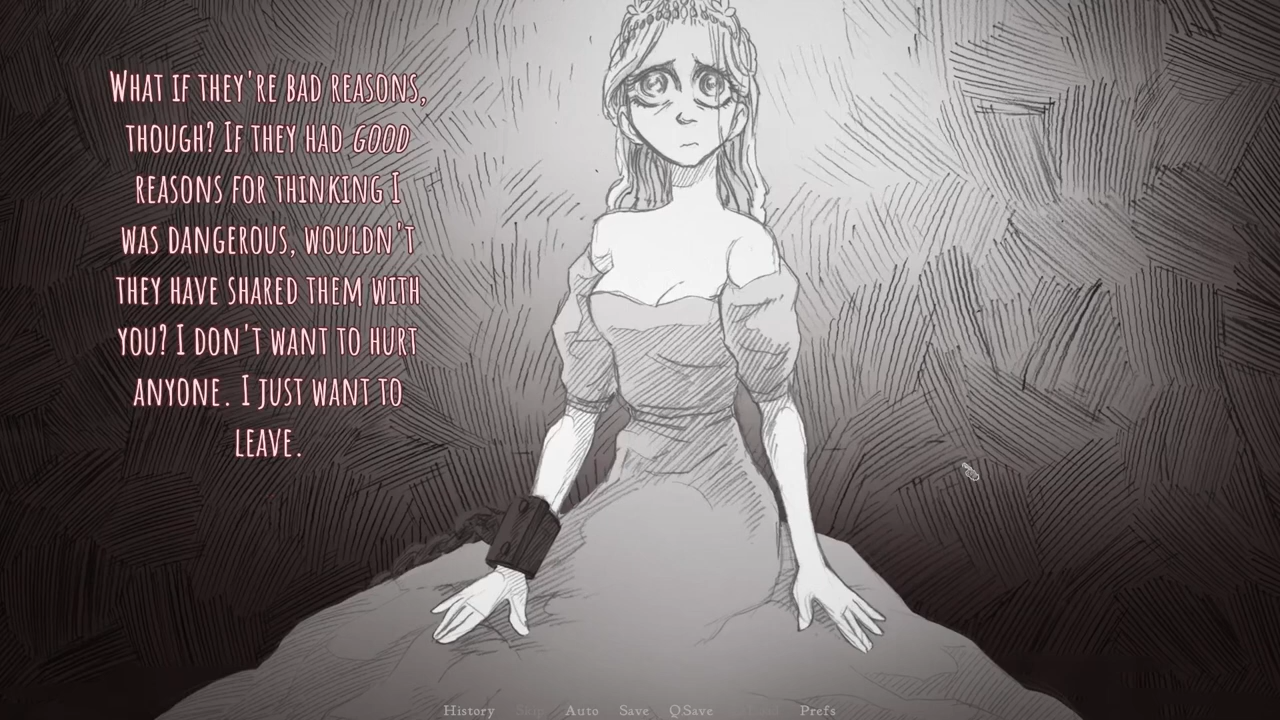 WHAT IF THEY'RE BAD REASONS,
THOUGH? IF THEY HAD GOOD
REASONS FOR THINKING I
WAS DANGEROUS, WOULDN'T
THEY HAVE SHARED THEM WITH
YOU? I DON'T WANT TO HURT
ANYONE. I JUST WANT TO
LEAVE.
History Skip Auto Save Q.Save Prefs